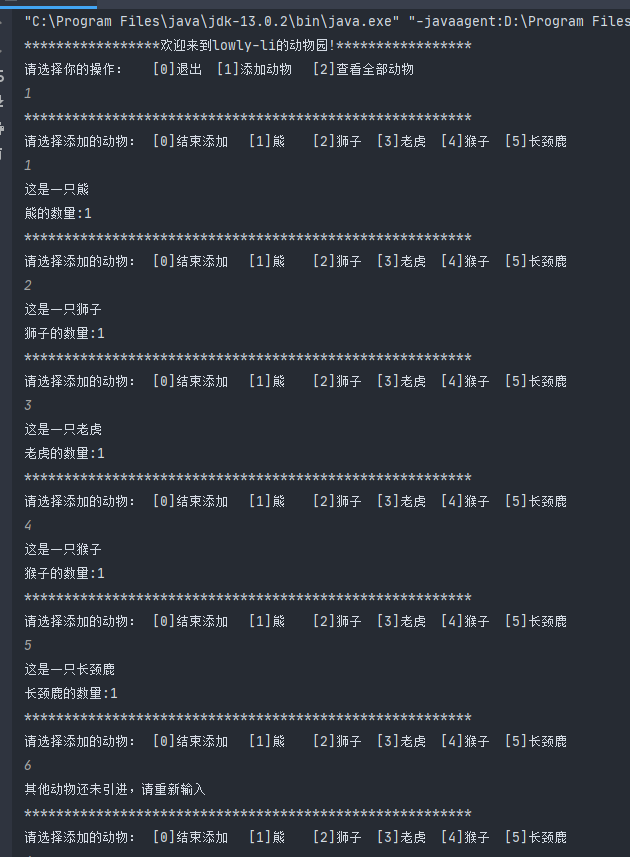 "C:\Program Files\java\jdk-13.0.2\bin\java.exe" "-javaagent:D:\Program Files
*****************欢迎来到lowly-li的动物园!*****************
请选择你的操作:   [0]退出  [1]添加动物   [2]查看全部动物
1
********************************************************
请选择添加的动物:  [0]结束添加   [1]熊    [2]狮子  [3]老虎  [4]猴子  [5]长颈鹿
1
这是一只熊
熊的数量:1
********************************************************
请选择添加的动物:  [0]结束添加   [1]熊    [2]狮子  [3]老虎  [4]猴子  [5]长颈鹿
2
这是一只狮子
狮子的数量:1
********************************************************
请选择添加的动物:  [0]结束添加   [1]熊    [2]狮子  [3]老虎  [4]猴子  [5]长颈鹿
3
这是一只老虎
老虎的数量:1
********************************************************
请选择添加的动物:  [0]结束添加   [1]熊    [2]狮子  [3]老虎  [4]猴子  [5]长颈鹿
4
这是一只猴子
猴子的数量:1
********************************************************
请选择添加的动物:  [0]结束添加   [1]熊    [2]狮子  [3]老虎  [4]猴子  [5]长颈鹿
5
这是一只长颈鹿
长颈鹿的数量:1
********************************************************
请选择添加的动物:  [0]结束添加   [1]熊    [2]狮子  [3]老虎  [4]猴子  [5]长颈鹿
6
其他动物还未引进，请重新输入
********************************************************
请选择添加的动物:  [0]结束添加   [1]熊    [2]狮子  [3]老虎  [4]猴子  [5]长颈鹿